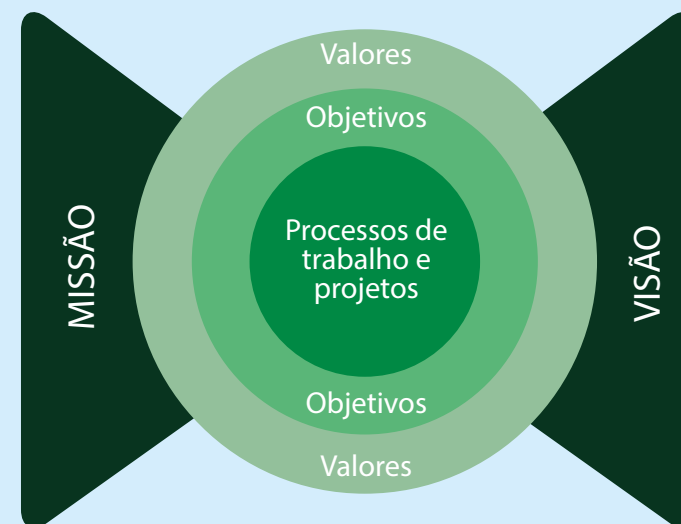 Valores
Objetivos
MISSÃO
Processos de
trabalho e
projetos
VISÃO
Objetivos
Valores